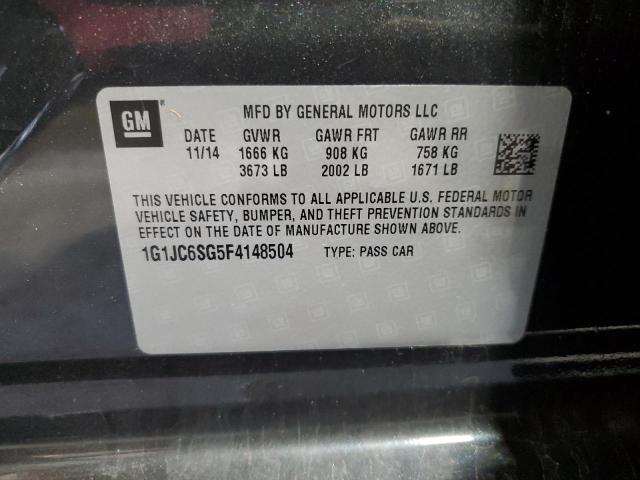 GM ®
MFD BY GENERAL MOTORS LLC
DATE GVWR GAWR FRT GAWR RR
11/14 1666 KG 908 KG 758 KG
3673 LB 2002 LB 1671 LB
THIS VEHICLE CONFORMS TO ALL APPLICABLE U.S. FEDERAL MOTOR
VEHICLE SAFETY, BUMPER, AND THEFT PREVENTION STANDARDS IN
EFFECT ON THE DATE OF MANUFACTURE SHOWN ABOVE.
1G1JC6SG5F4148504 TYPE: PASS CAR